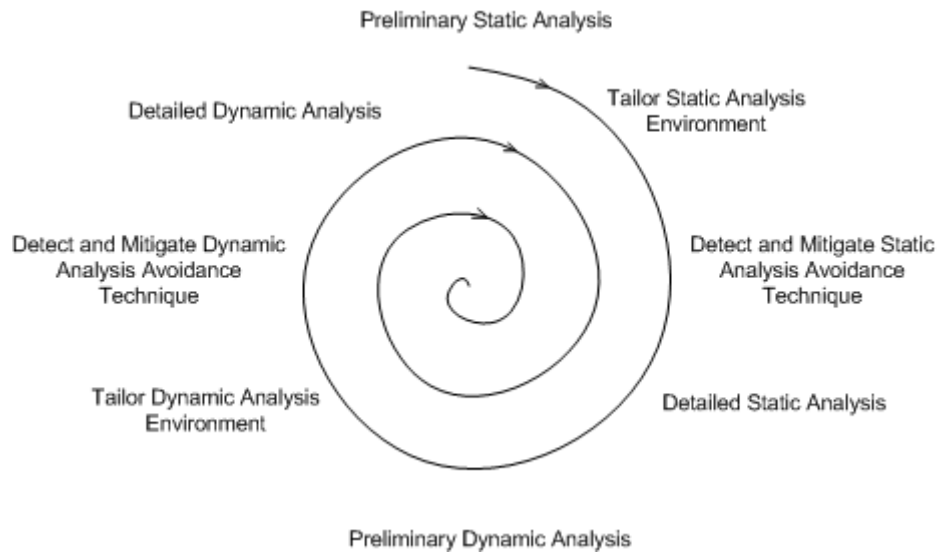 Preliminary Static Analysis
Tailor Static Analysis
Environment
Detect and Mitigate Static
Analysis Avoidance
Technique
Detailed Static Analysis
Preliminary Dynamic Analysis
Tailor Dynamic Analysis
Environment
Detect and Mitigate Dynamic
Analysis Avoidance
Technique
Detailed Dynamic Analysis